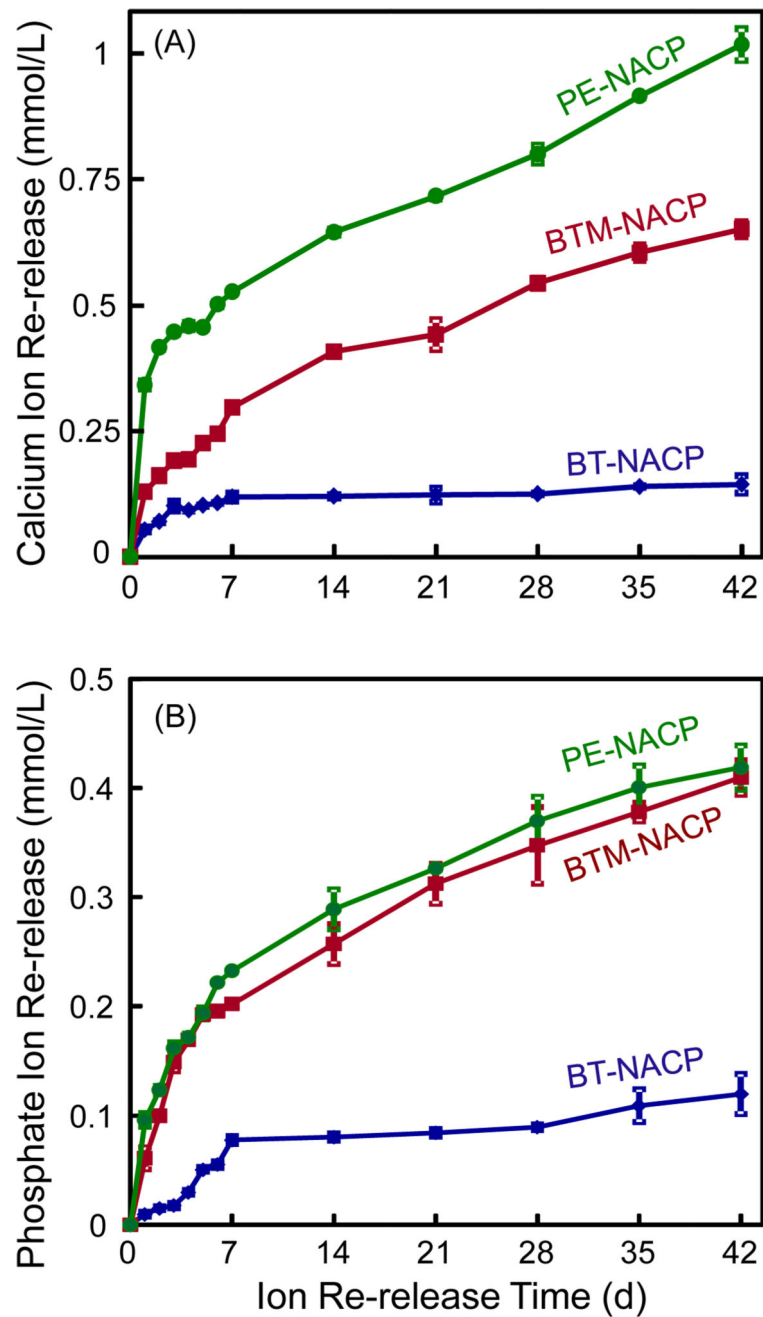 (A)
Calcium Ion Re-release (mmol/L)
1
0.75
0.5
0.25
0
PE-NACP
BTM-NACP
BT-NACP
0 7 14 21 28 35 42
(B)
Phosphate Ion Re-release (mmol/L)
0.5
0.4
0.3
0.2
0.1
0
PE-NACP
BTM-NACP
BT-NACP
0 7 14 21 28 35 42
Ion Re-release Time (d)